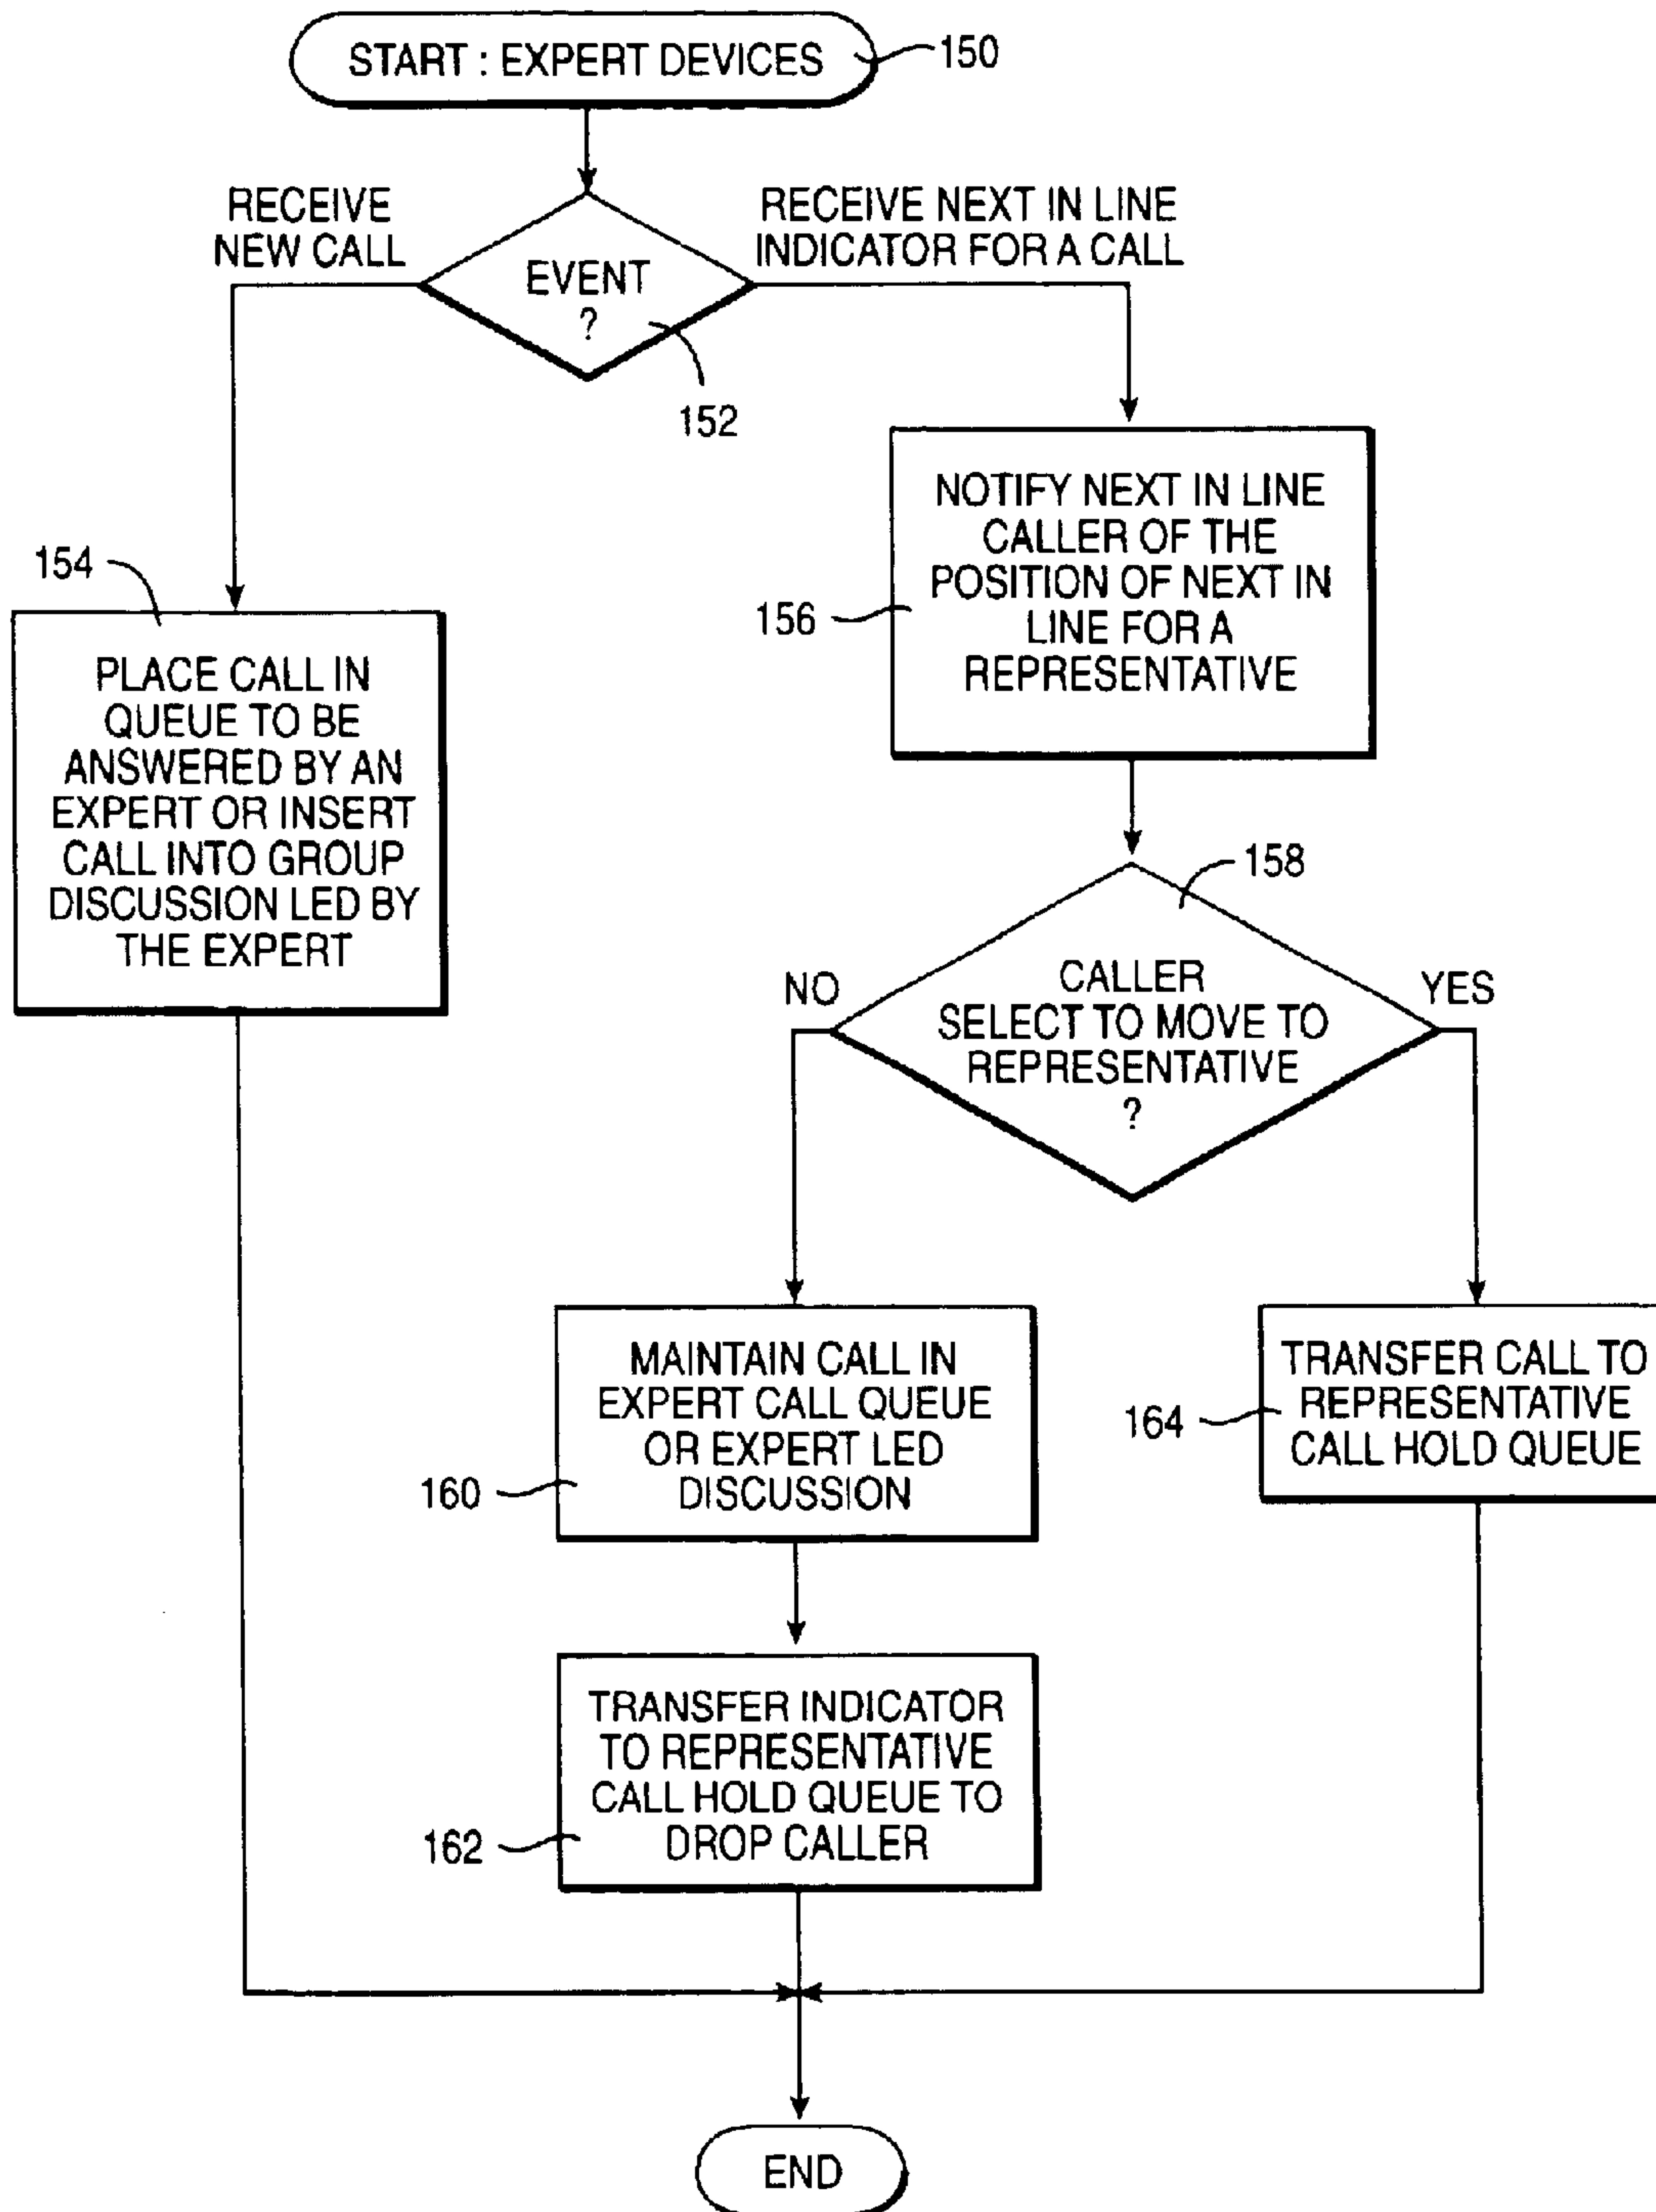 START : EXPERT DEVICES
150
RECEIVE
NEW CALL
RECEIVE NEXT IN LINE
INDICATOR FOR A CALL
EVENT
?
152
154
PLACE CALL IN
QUEUE TO BE
ANSWERED BY AN
EXPERT OR INSERT
CALL INTO GROUP
DISCUSSION LED BY
THE EXPERT
156
NOTIFY NEXT IN LINE
CALLER OF THE
POSITION OF NEXT IN
LINE FOR A
REPRESENTATIVE
158
NO
CALLER
SELECT TO MOVE TO
REPRESENTATIVE
?
YES
160
MAINTAIN CALL IN
EXPERT CALL QUEUE
OR EXPERT LED
DISCUSSION
164
TRANSFER CALL TO
REPRESENTATIVE
CALL HOLD QUEUE
162
TRANSFER INDICATOR
TO REPRESENTATIVE
CALL HOLD QUEUE TO
DROP CALLER
END